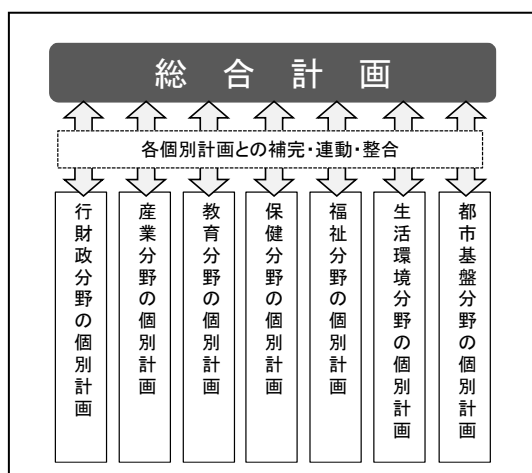 総合計画
各個別計画との補完・連動・整合
行財政分野の個別計画
産業分野の個別計画
教育分野の個別計画
保健分野の個別計画
福祉分野の個別計画
生活環境分野の個別計画
都市基盤分野の個別計画